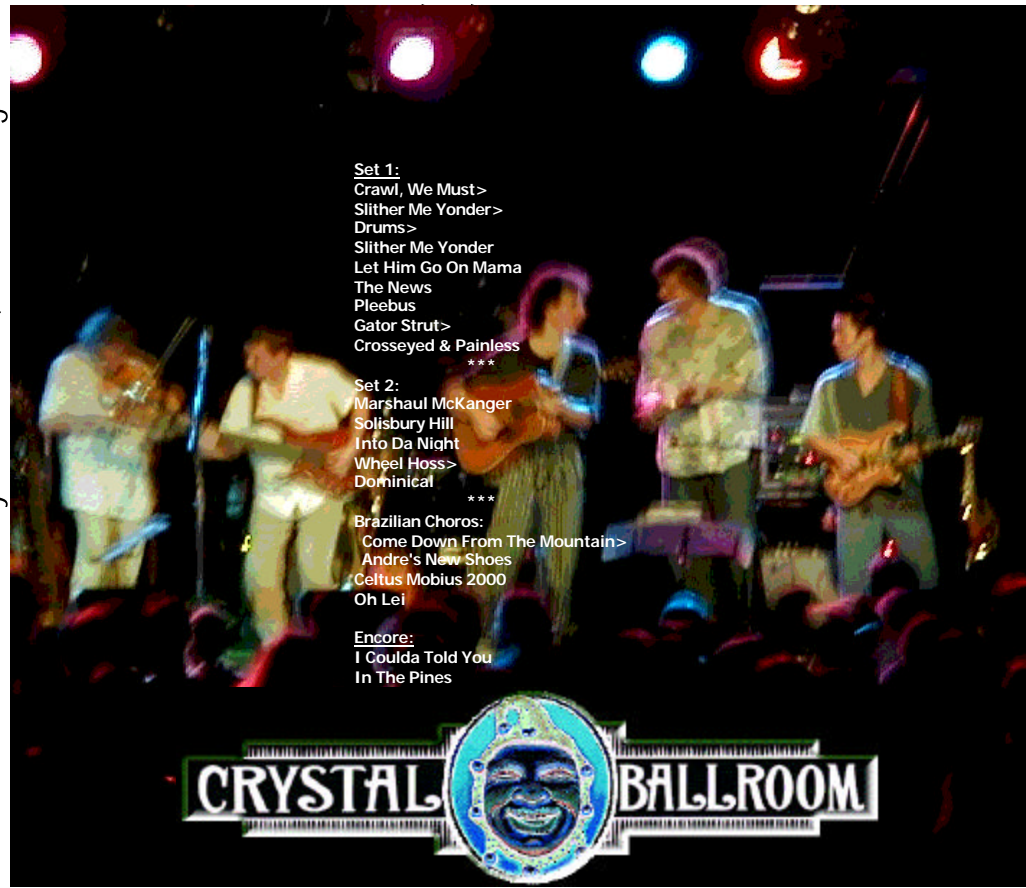 Set 1:
Crawl, We Must>
Slither Me Yonder>
Drums>
Slither Me Yonder
Let Him Go On Mama
The News
Pleebus
Gator Strut>
Crosseyed & Painless
***
Set 2:
Marshaul McKanger
Solisbury Hill
Into Da Night
Wheel Hoss>
Dominical
***
Brazilian Choros:
Come Down From The Mountain>
Andre's New Shoes
Celtus Mobius 2000
Oh Lei
Encore:
I Coulda Told You
In The Pines
CRYSTAL BALLROOM